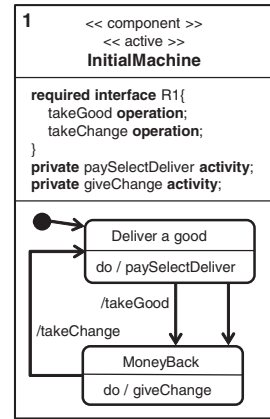 1
<< component >>
<< active >>
InitialMachine
required interface R1{
takeGood operation;
takeChange operation;
}
private paySelectDeliver activity;
private giveChange activity;
Deliver a good
do / paySelectDeliver
/takeGood
/takeChange
MoneyBack
do / giveChange